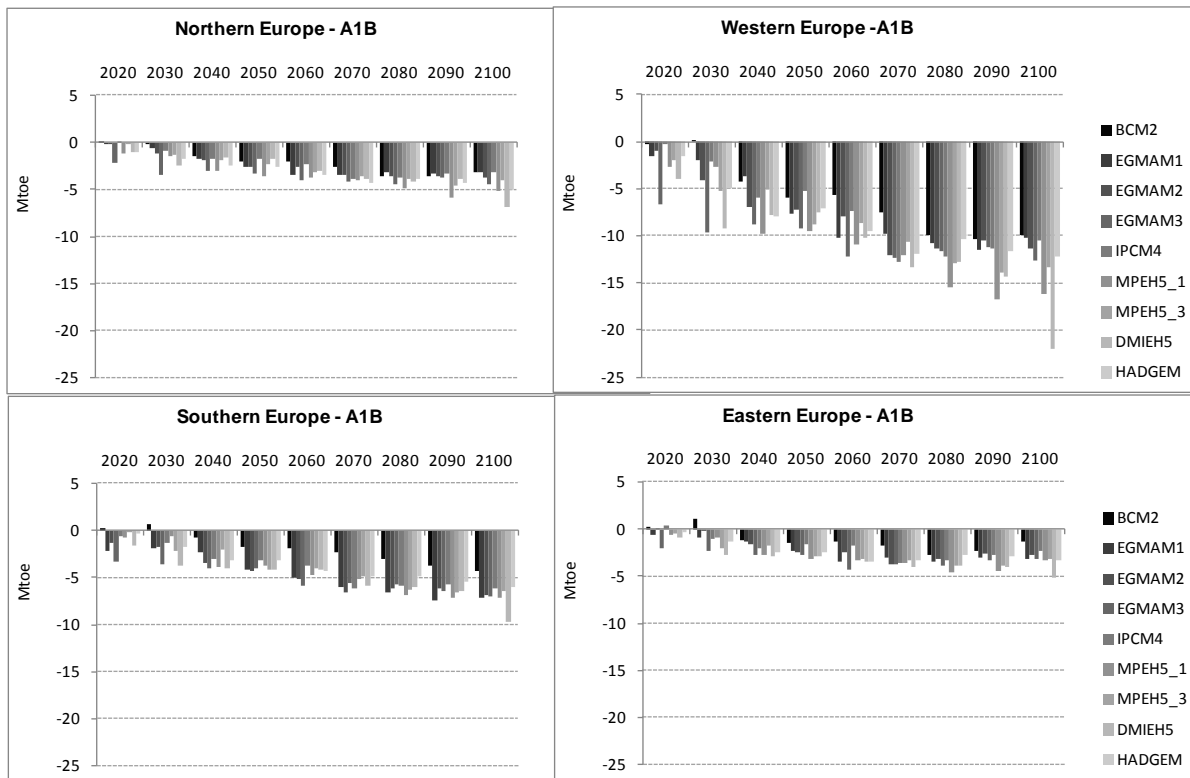 Northern Europe - A1B
2020 2030 2040 2050 2060 2070 2080 2090 2100
5
0
-5
-10
-15
-20
-25
Mtoe
Western Europe -A1B
2020 2030 2040 2050 2060 2070 2080 2090 2100
5
0
-5
-10
-15
-20
-25
BCM2
EGMAM1
EGMAM2
EGMAM3
IPCM4
MPEH5_1
MPEH5_3
DMIEH5
HADGEM
Southern Europe - A1B
2020 2030 2040 2050 2060 2070 2080 2090 2100
5
0
-5
-10
-15
-20
-25
Mtoe
Eastern Europe - A1B
2020 2030 2040 2050 2060 2070 2080 2090 2100
5
0
-5
-10
-15
-20
-25
Mtoe
BCM2
EGMAM1
EGMAM2
EGMAM3
IPCM4
MPEH5_1
MPEH5_3
DMIEH5
HADGEM